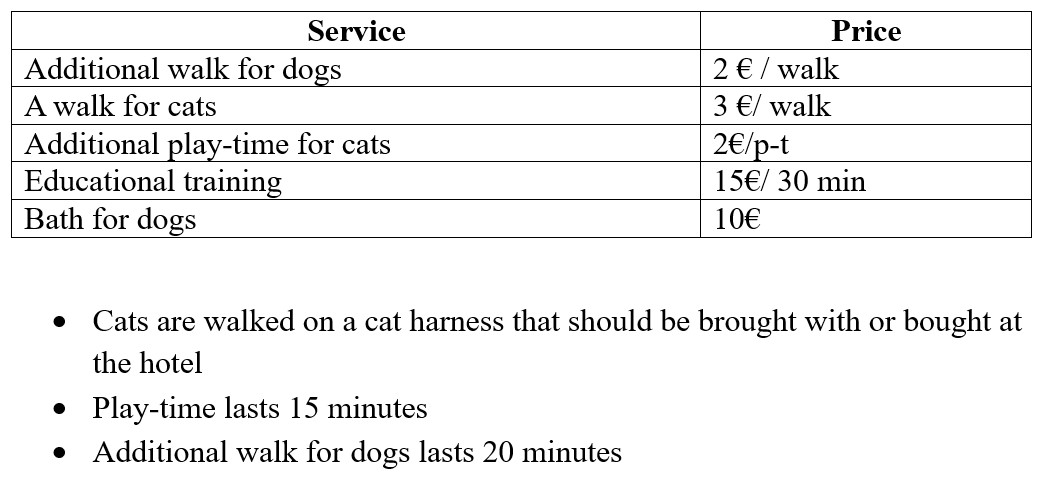 Service Price
Additional walk for dogs 2 € / walk
A walk for cats 3 €/ walk
Additional play-time for cats 2€/p-t
Educational training 15€/ 30 min
Bath for dogs 10€
• Cats are walked on a cat harness that should be brought with or bought at
the hotel
• Play-time lasts 15 minutes
• Additional walk for dogs lasts 20 minutes